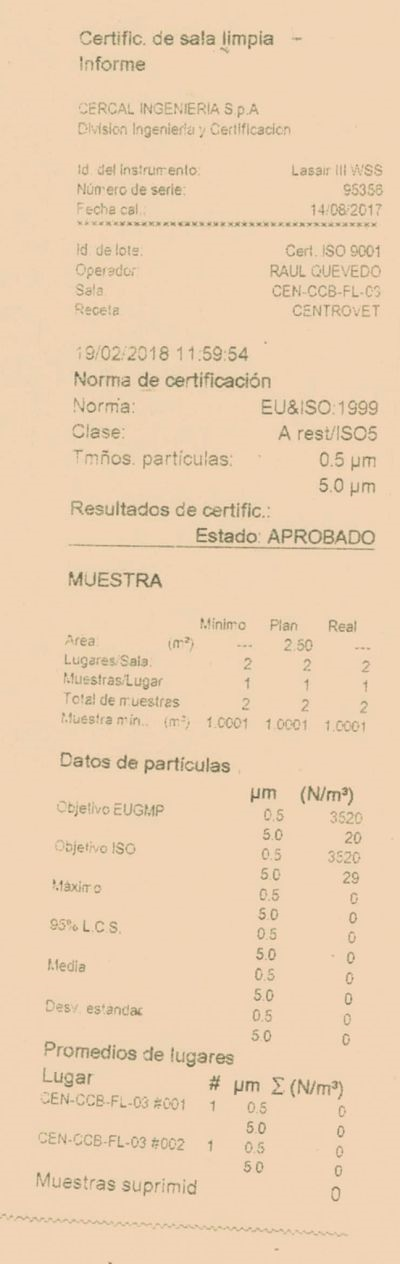 Certific. de sala limpia -
Informe
CERCAL INGENIERIA S.p.A
Division Ingenieria y Certificacion
Id. del Instrumento: Lasair III WSS
Número de serie: 95356
Fecha cal.: 14/08/2017
Id. de lote: Cert. ISO 9001
Operador: RAUL QUEVEDO
Sala: CEN-CCB-FL-03
Receta: CENTROVET
19/02/2018 11:59:54
Norma de certificación
Norma: EU&ISO:1999
Clase: A rest/ISO5
Tmños. partículas: 0.5 µm
5.0 µm
Resultados de certific.:
Estado: APROBADO
MUESTRA
Mínimo Plan Real
Area: (m²) --- 2.50 ---
Lugares/Sala: 2 2 2
Muestras/Lugar 1 1 1
Total de muestras 2 2 2
Muestra mín.. (m³) 1.0001 1.0001 1.0001
Datos de partículas
µm (N/m³)
Objetivo EUGMP 0.5 3520
5.0 20
Objetivo ISO 0.5 3520
5.0 29
Máximo 0.5 0
5.0 0
95% L.C.S. 0.5 0
5.0 0
Media 0.5 0
5.0 0
Desv. estándar 0.5 0
5.0 0
Promedios de lugares
Lugar # µm Σ (N/m³)
CEN-CCB-FL-03 #001 1 0.5 0
5.0 0
CEN-CCB-FL-03 #002 1 0.5 0
5.0 0
Muestras suprimid 0